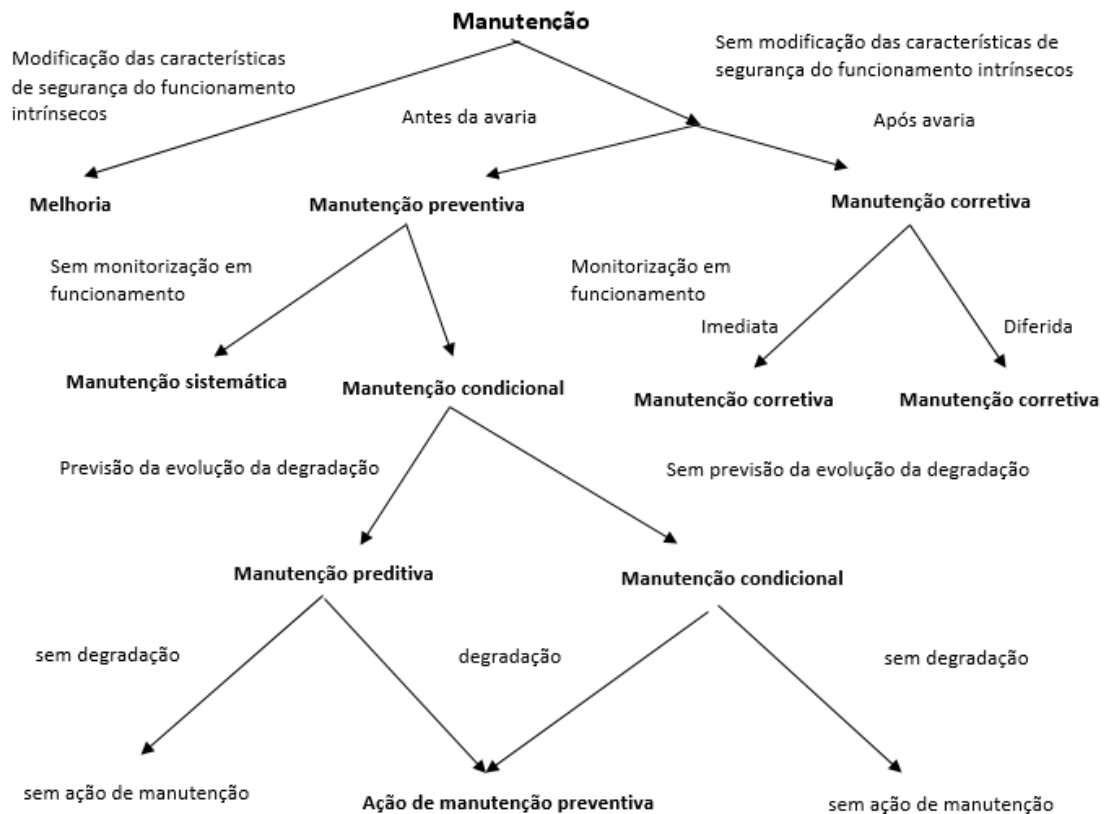 Manutenção
Modificação das características
de segurança do funcionamento
intrínsecos
Sem modificação das características de
segurança do funcionamento intrínsecos
Antes da avaria
Após avaria
Melhoria
Manutenção preventiva
Manutenção corretiva
Sem monitorização em
funcionamento
Monitorização em
funcionamento
Imediata
Diferida
Manutenção sistemática
Manutenção condicional
Manutenção corretiva
Manutenção corretiva
Previsão da evolução da degradação
Sem previsão da evolução da degradação
Manutenção preditiva
Manutenção condicional
sem degradação
degradação
sem degradação
sem ação de manutenção
Ação de manutenção preventiva
sem ação de manutenção